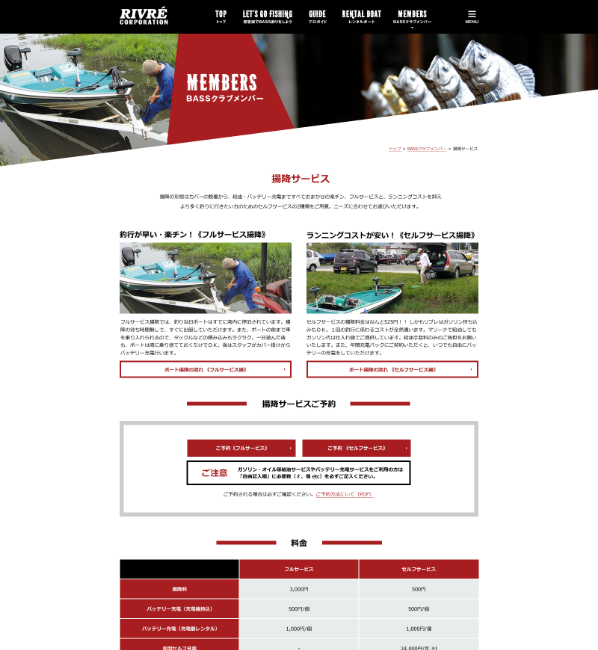 RIVRÉ
CORPORATION
TOP
トップ
LET'S GO FISHING
琵琶湖でBASS釣りをしよう
GUIDE
プロガイド
RENTAL BOAT
レンタルボート
MEMBERS
BASSクラブメンバー
MENU
MEMBERS
BASSクラブメンバー
トップ > BASSクラブメンバー > 揚降サービス
揚降サービス
揚降の形態はカバーの脱着から、給油・バッテリー充電まですべておまかせの楽チン、フルサービスと、ランニングコストを抑え
より多く釣りに行きたい方のためのセルフサービスの2種類をご用意。ニーズに合わせてお選びいただけます。
釣行が早い・楽チン！《フルサービス揚降》
ランニングコストが安い！《セルフサービス揚降》
フルサービス揚降では、釣り当日ボートはすでに湾内に停泊されています。揚
降の待ち時間無しで、すぐに出艇していただけます。また、ボートの前まで車
を乗り入れられるので、タックルなどの積み込みもラクラク。一日遊んだ後
も、ボートは湾に乗り捨てておくだけでOK。後はスタッフがカバー掛けから
バッテリー充電行います。
セルフサービスの揚降料金はなんと525円！！しかもリブレはガソリン持ち込
みもOK。1回の釣行に係わるコストが全然違います。マリーナで給油しても
ガソリン代は仕入れ値でご提供しています。給油手数料のみのご負担をお願い
いたします。また、年間充電パックにご契約いただくと、いつでも自由にバッ
テリーの充電をしていただけます。
ボート揚降の流れ 《フルサービス編》
ボート揚降の流れ 《セルフサービス編》
揚降サービスご予約
ご予約《フルサービス》
ご予約《セルフサービス》
ご注意
ガソリン・オイル等給油サービスやバッテリー充電サービスをご利用の方は
「自由記入欄」に必要数（ℓ、個 etc）を必ずご記入ください。
ご予約される場合は必ずご確認ください。ご予約方法について（PDF）
料金
フルサービス
セルフサービス
揚降料
3,000円
500円
バッテリー充電（充電器持込）
500円/個
500円/個
バッテリー充電（充電器レンタル）
1,000円/個
1,000円/個
年間セルフ充電
-
24,000円/年